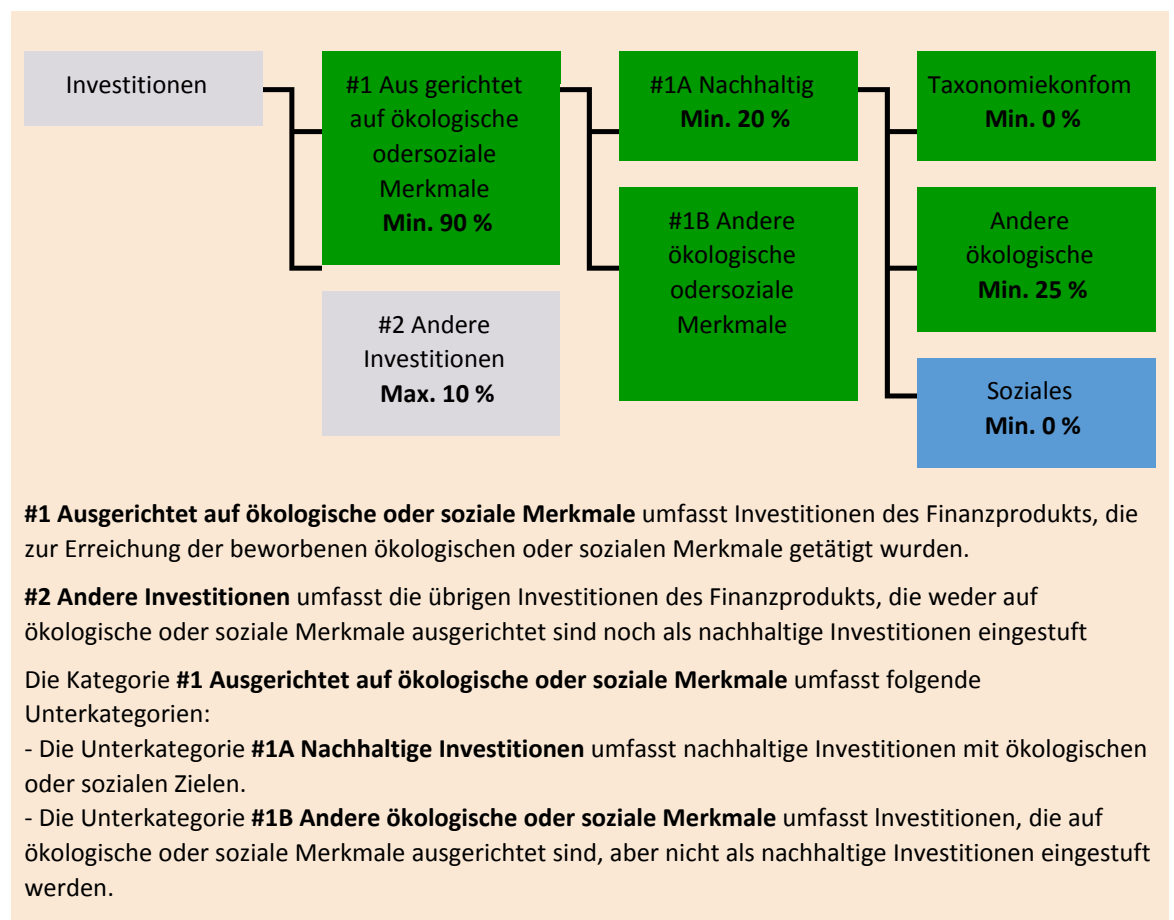 Investitionen
#1 Aus gerichtet
auf ökologische
odersoziale
Merkmale
Min. 90 %
#2 Andere
Investitionen
Max. 10 %
#1A Nachhaltig
Min. 20 %
#1B Andere
ökologische
odersoziale
Merkmale
Taxonomiekonfom
Min. 0 %
Andere
ökologische
Min. 25 %
Soziales
Min. 0 %
#1 Ausgerichtet auf ökologische oder soziale Merkmale umfasst Investitionen des Finanzprodukts, die
zur Erreichung der beworbenen ökologischen oder sozialen Merkmale getätigt wurden.
#2 Andere Investitionen umfasst die übrigen Investitionen des Finanzprodukts, die weder auf
ökologische oder soziale Merkmale ausgerichtet sind noch als nachhaltige Investitionen eingestuft
Die Kategorie #1 Ausgerichtet auf ökologische oder soziale Merkmale umfasst folgende
Unterkategorien:
- Die Unterkategorie #1A Nachhaltige Investitionen umfasst nachhaltige Investitionen mit ökologischen
oder sozialen Zielen.
- Die Unterkategorie #1B Andere ökologische oder soziale Merkmale umfasst lnvestitionen, die auf
ökologische oder soziale Merkmale ausgerichtet sind, aber nicht als nachhaltige Investitionen eingestuft
werden.